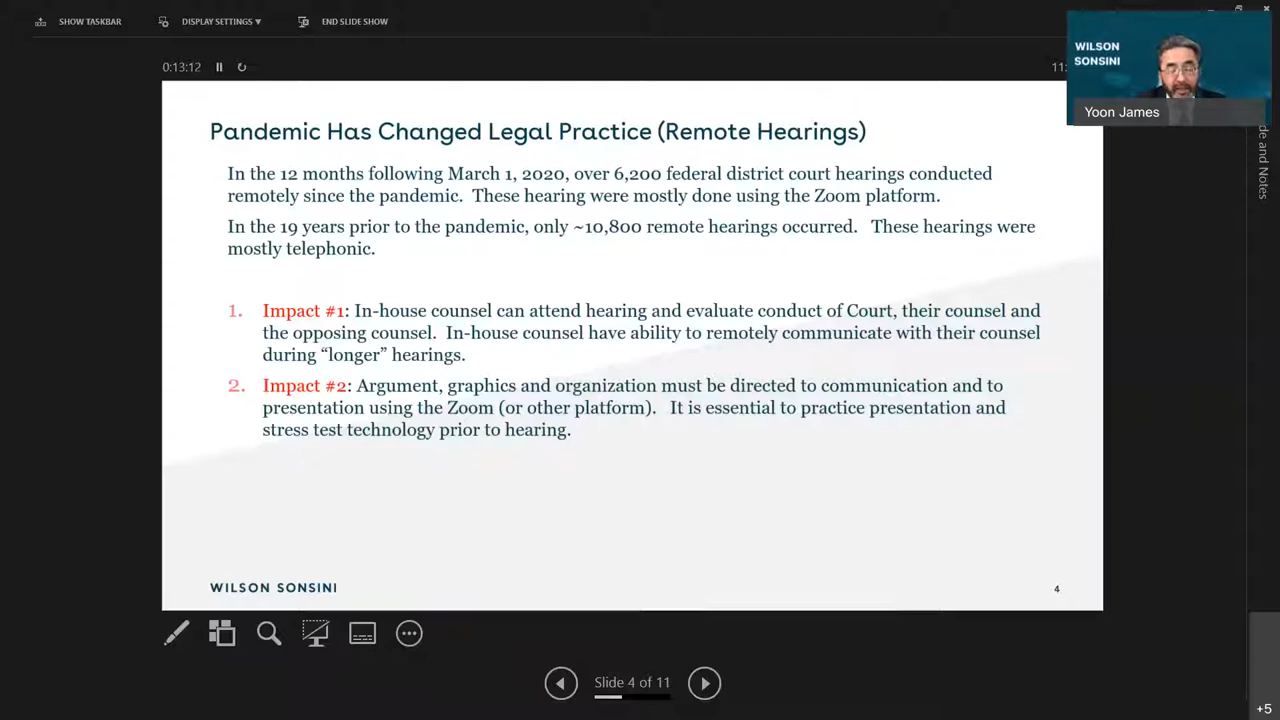 SHOW TASKBAR
DISPLAY SETTINGS ▼
END SLIDE SHOW
0:13:12
11:
WILSON
SONSINI
Yoon James
Pandemic Has Changed Legal Practice (Remote Hearings)
In the 12 months following March 1, 2020, over 6,200 federal district court hearings conducted
remotely since the pandemic. These hearing were mostly done using the Zoom platform.
In the 19 years prior to the pandemic, only ~10,800 remote hearings occurred. These hearings were
mostly telephonic.
1. Impact #1: In-house counsel can attend hearing and evaluate conduct of Court, their counsel and
the opposing counsel. In-house counsel have ability to remotely communicate with their counsel
during “longer” hearings.
2. Impact #2: Argument, graphics and organization must be directed to communication and to
presentation using the Zoom (or other platform). It is essential to practice presentation and
stress test technology prior to hearing.
WILSON SONSINI
4
Slide 4 of 11
de and Notes
+5